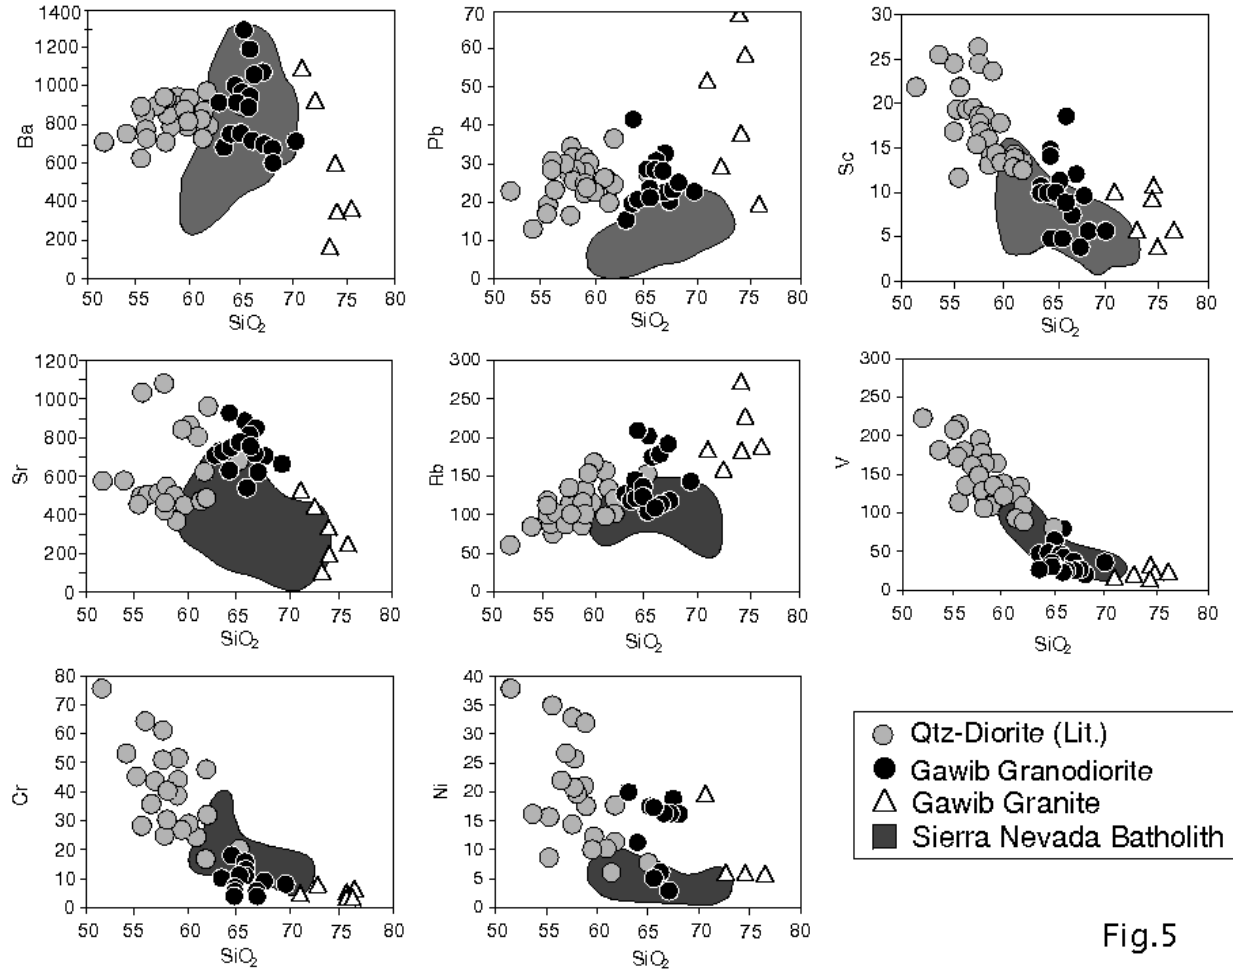 1400
1200
1000
800
600
400
200
0
Ba
50 55 60 65 70 75 80
SiO2
70
60
50
40
30
20
10
0
Pb
50 55 60 65 70 75 80
SiO2
30
25
20
15
10
5
0
Sc
50 55 60 65 70 75 80
SiO2
1200
1000
800
600
400
200
0
Sr
50 55 60 65 70 75 80
SiO2
300
250
200
150
100
50
0
Rb
50 55 60 65 70 75 80
SiO2
300
250
200
150
100
50
0
V
50 55 60 65 70 75 80
SiO2
80
70
60
50
40
30
20
10
0
Cr
50 55 60 65 70 75 80
SiO2
40
35
30
25
20
15
10
5
0
Ni
50 55 60 65 70 75 80
SiO2
Qtz-Diorite (Lit.)
Gawib Granodiorite
Gawib Granite
Sierra Nevada Batholith
Fig.5